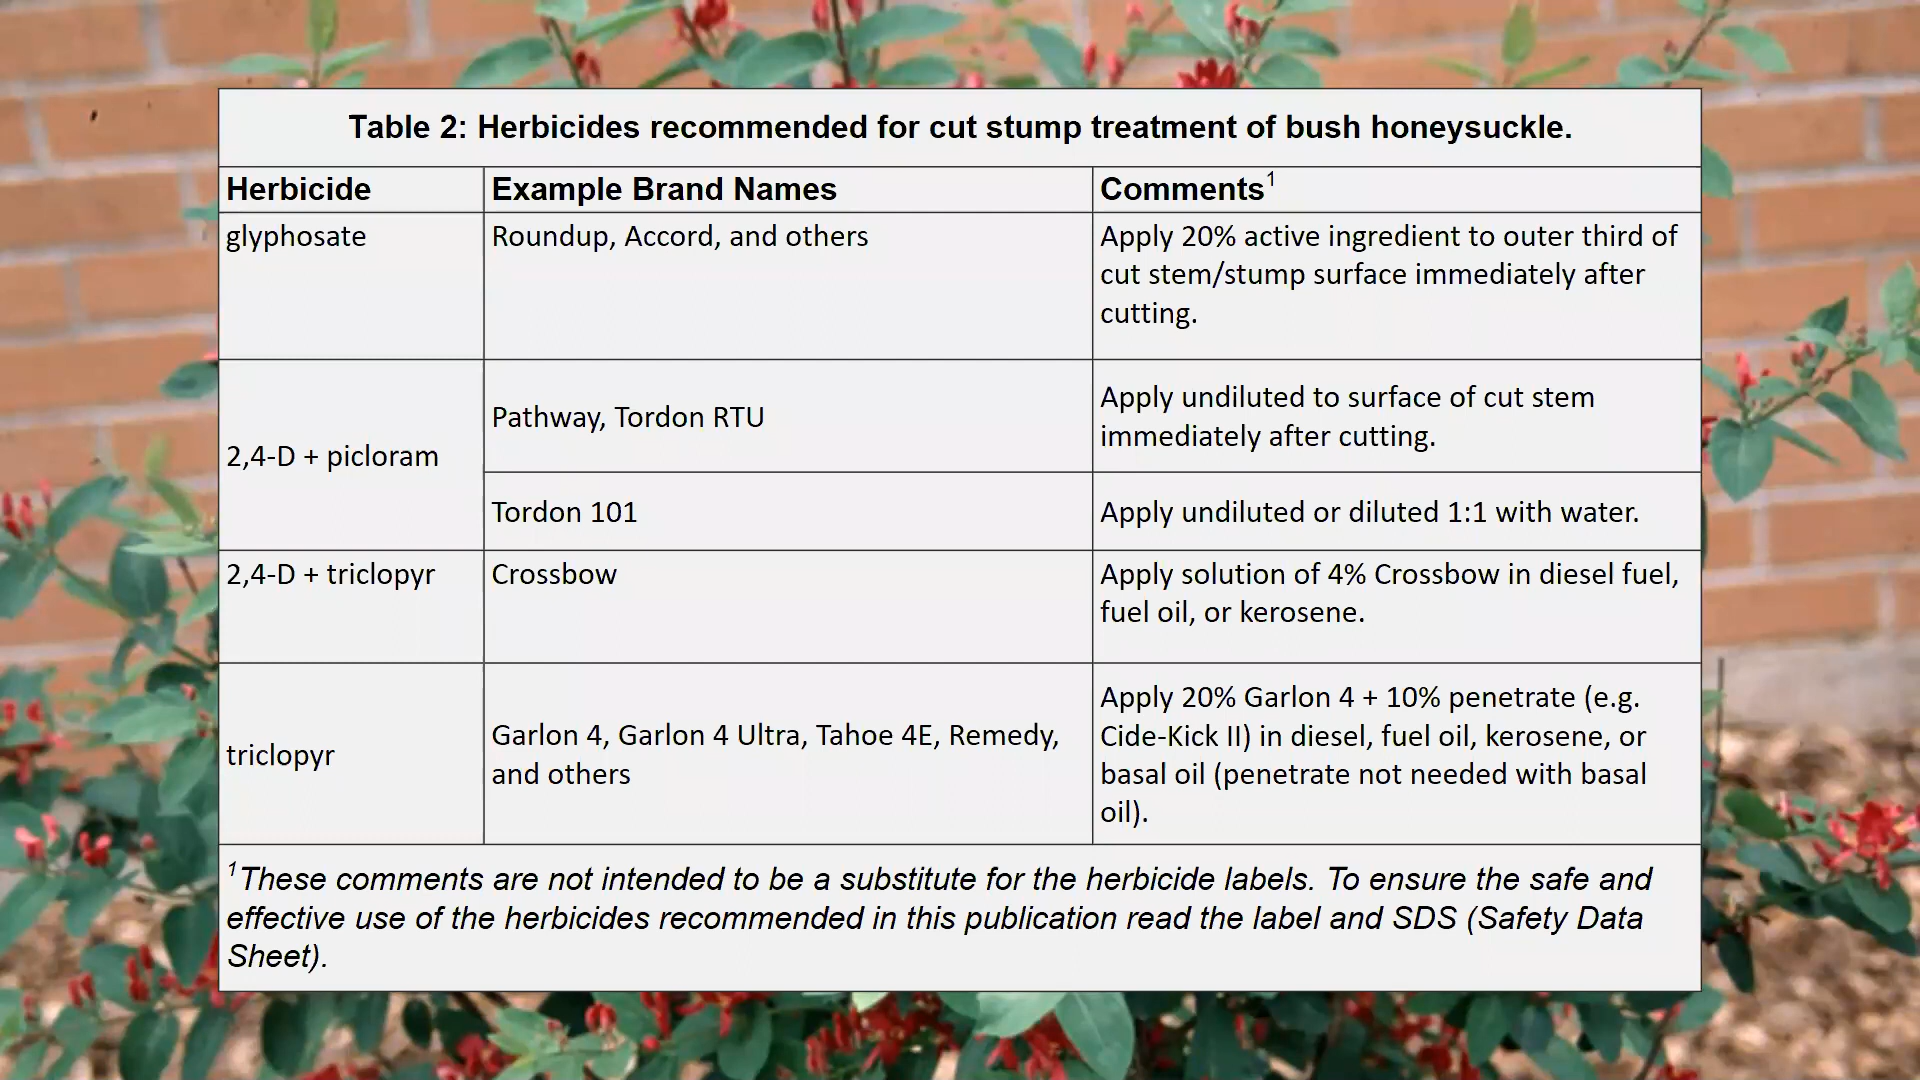 Table 2: Herbicides recommended for cut stump treatment of bush honeysuckle.
Herbicide
Example Brand Names
Comments¹
glyphosate
Roundup, Accord, and others
Apply 20% active ingredient to outer third of
cut stem/stump surface immediately after
cutting.
2,4-D + picloram
Pathway, Tordon RTU
Apply undiluted to surface of cut stem
immediately after cutting.
Tordon 101
Apply undiluted or diluted 1:1 with water.
2,4-D + triclopyr
Crossbow
Apply solution of 4% Crossbow in diesel fuel,
fuel oil, or kerosene.
triclopyr
Garlon 4, Garlon 4 Ultra, Tahoe 4E, Remedy,
and others
Apply 20% Garlon 4 + 10% penetrate (e.g.
Cide-Kick II) in diesel, fuel oil, kerosene, or
basal oil (penetrate not needed with basal
oil).
¹These comments are not intended to be a substitute for the herbicide labels. To ensure the safe and
effective use of the herbicides recommended in this publication read the label and SDS (Safety Data
Sheet).